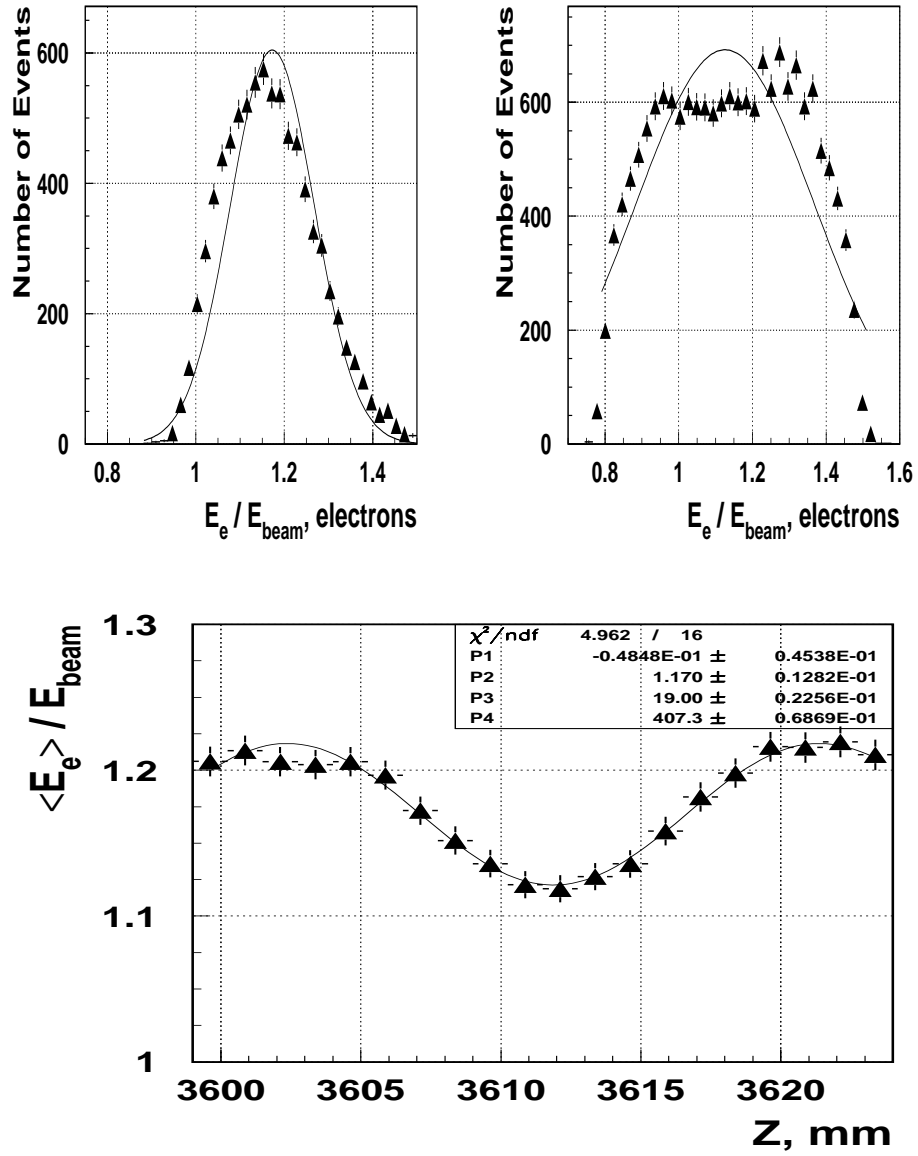 Number of Events
600
400
200
0
0.8 1 1.2 1.4
E_e / E_beam, electrons
Number of Events
600
400
200
0
0.8 1 1.2 1.4 1.6
E_e / E_beam, electrons
<E_e> / E_beam
1.3
1.2
1.1
1
χ²/ndf 4.962 / 16
P1 -0.4848E-01 ± 0.4538E-01
P2 1.170 ± 0.1282E-01
P3 19.00 ± 0.2256E-01
P4 407.3 ± 0.6869E-01
3600 3605 3610 3615 3620
Z, mm